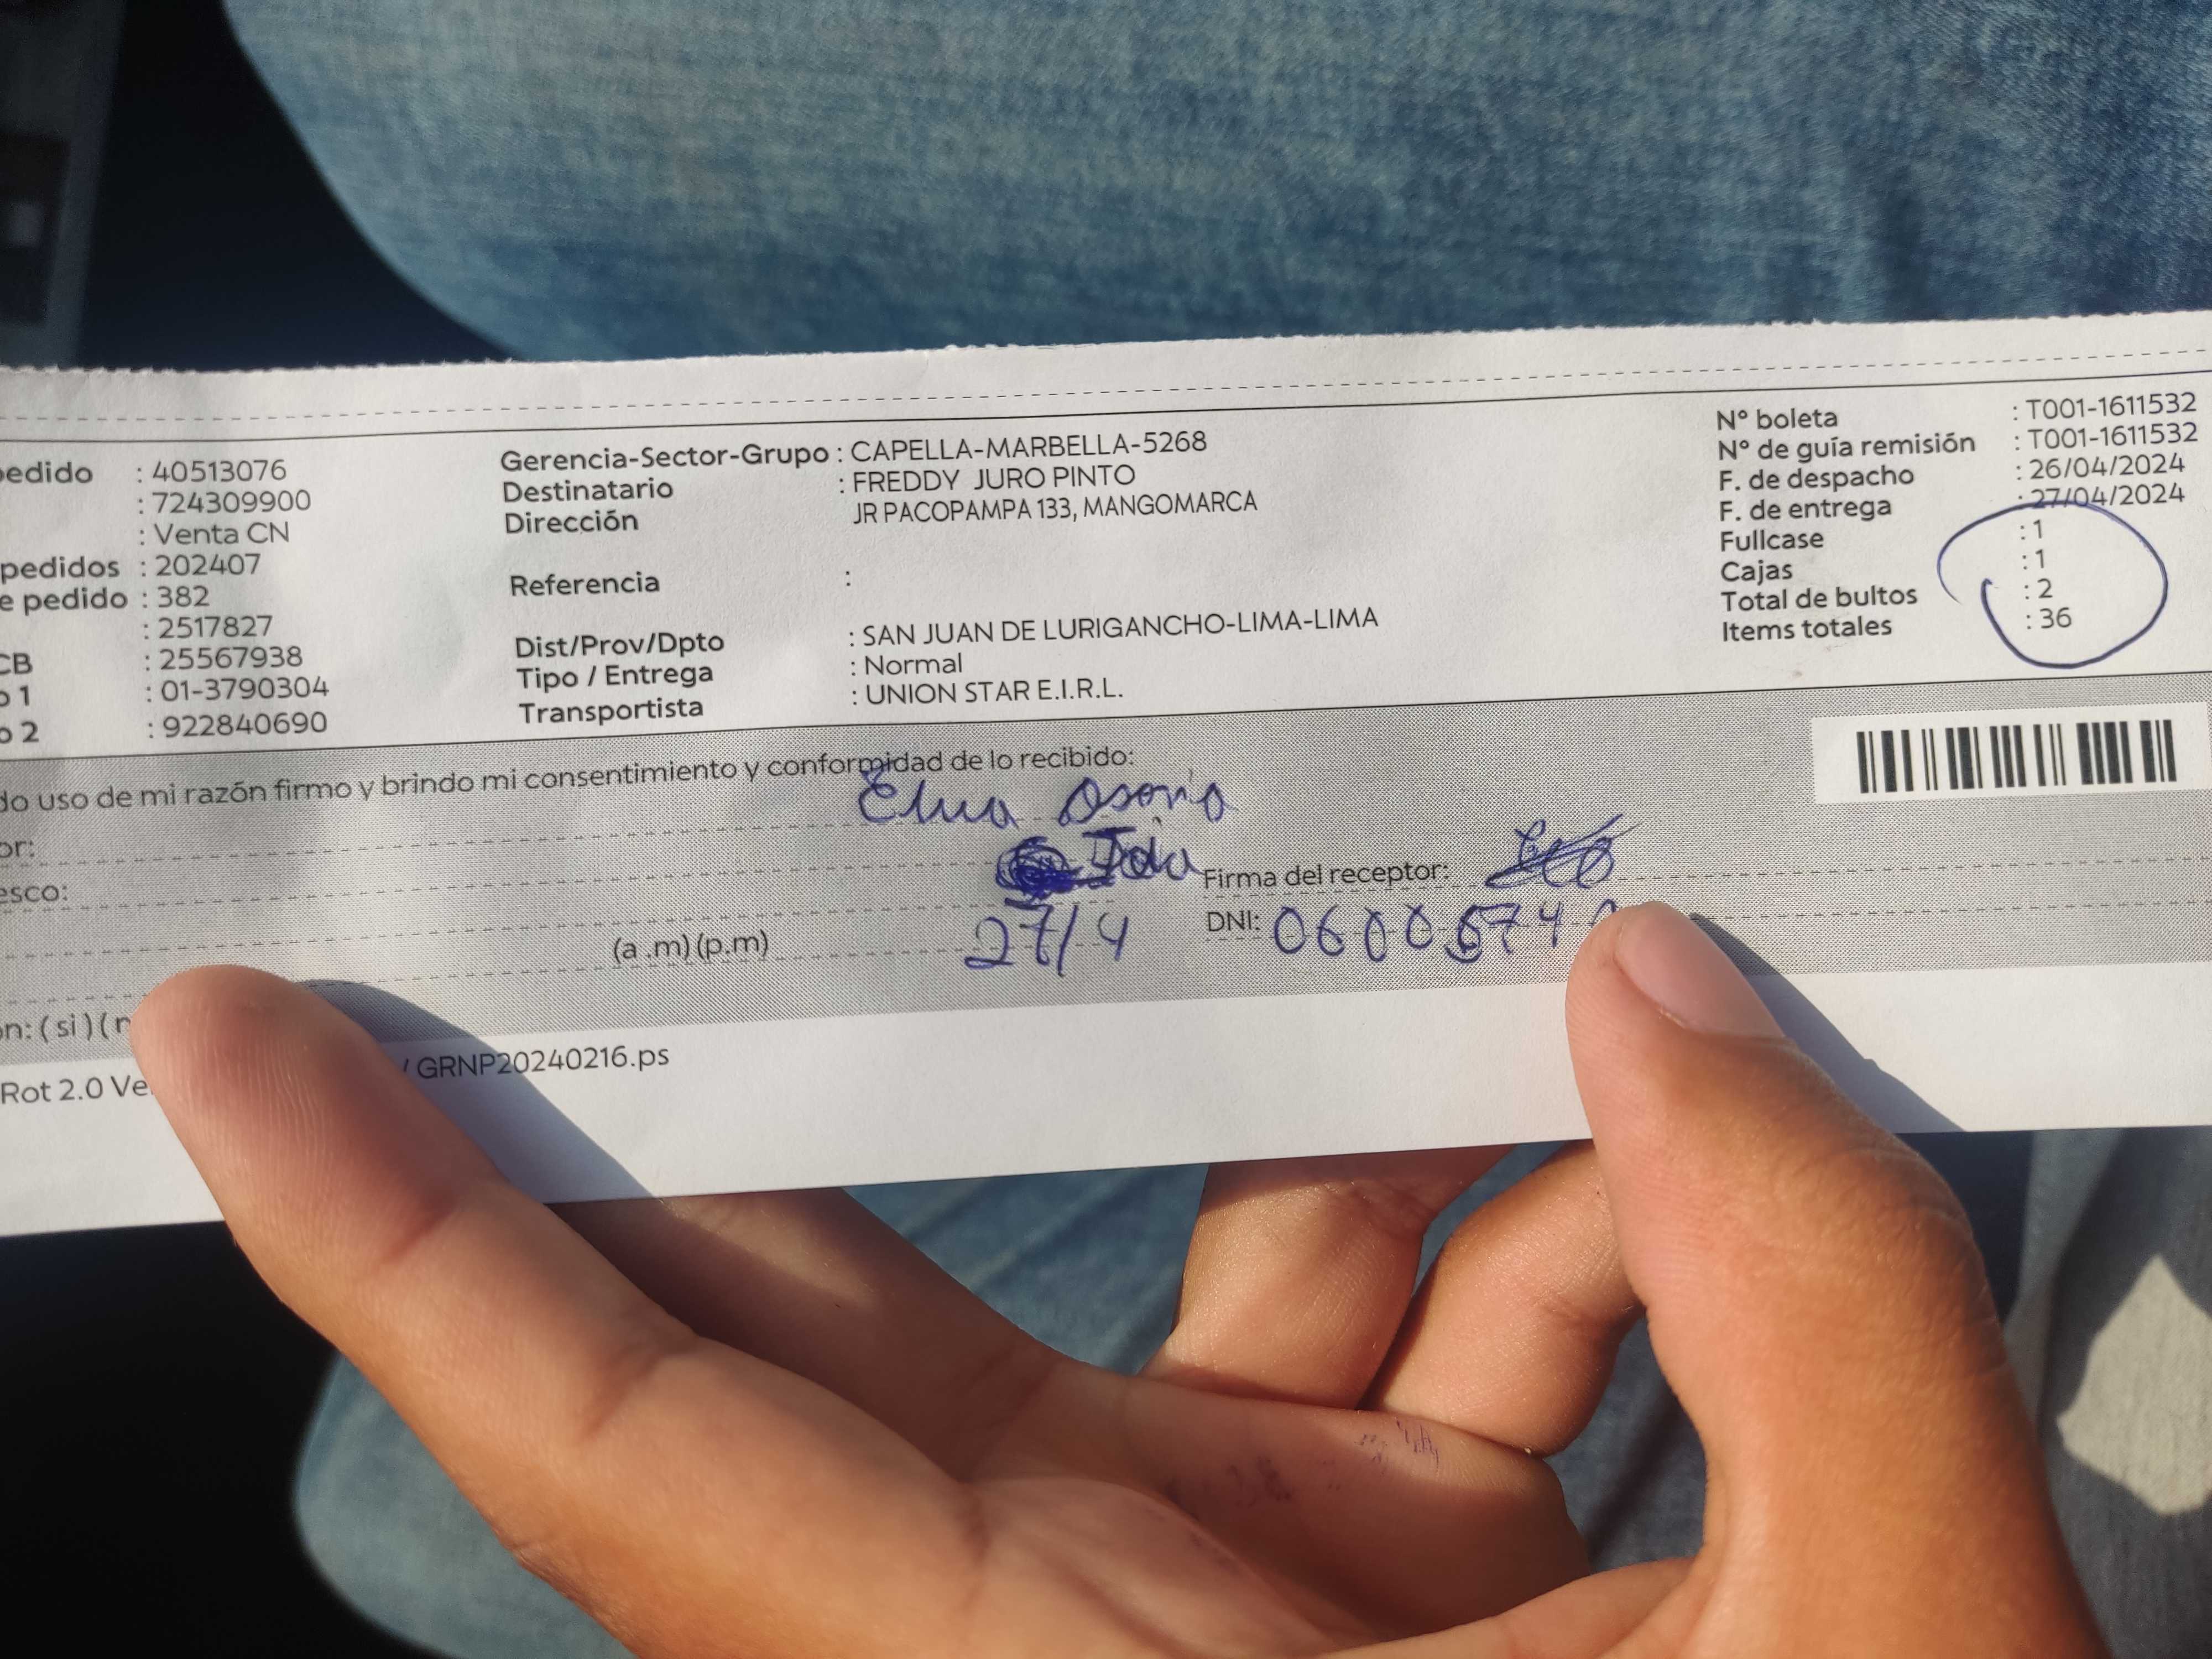 pedido : 40513076
: 724309900
: Venta CN
pedidos : 202407
e pedido : 382
: 2517827
CB : 25567938
o 1 : 01-3790304
o 2 : 922840690
Gerencia-Sector-Grupo : CAPELLA-MARBELLA-5268
Destinatario : FREDDY JURO PINTO
Dirección JR PACOPAMPA 133, MANGOMARCA
Referencia :
Dist/Prov/Dpto : SAN JUAN DE LURIGANCHO-LIMA-LIMA
Tipo / Entrega : Normal
Transportista : UNION STAR E.I.R.L.
N° boleta : T001-1611532
N° de guía remisión : T001-1611532
F. de despacho : 26/04/2024
F. de entrega : 27/04/2024
Fullcase : 1
Cajas : 1
Total de bultos : 2
Items totales : 36
do uso de mi razón firmo y brindo mi consentimiento y conformidad de lo recibido:
Osorio
or:
esco:
Firma del receptor:
(a .m) (p.m) 27/4
DNI: 0600574
ón: ( si ) (
Rot 2.0 Ve
/ GRNP20240216.ps